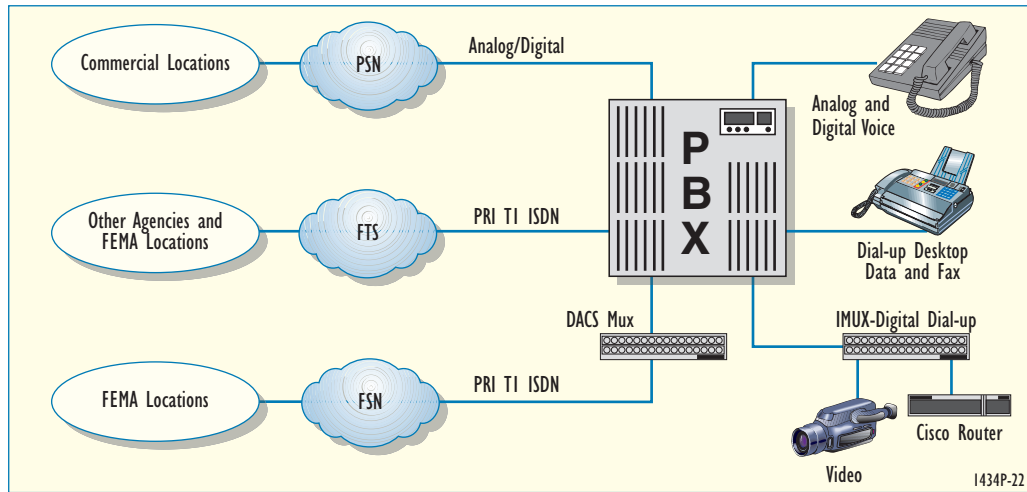 Commercial Locations
PSN
Analog/Digital
Analog and
Digital Voice
P
B
X
Other Agencies and
FEMA Locations
FTS
PRI TI ISDN
Dial-up Desktop
Data and Fax
DACS Mux
IMUX-Digital Dial-up
FEMA Locations
FSN
PRI TI ISDN
Cisco Router
Video
1434P-22